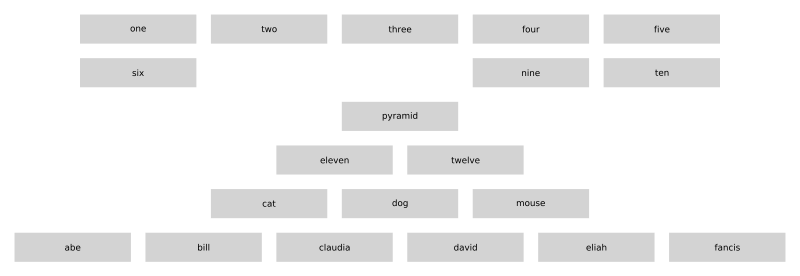 one two three four five
six nine ten
pyramid
eleven twelve
cat dog mouse
abe bill claudia david eliah fancis